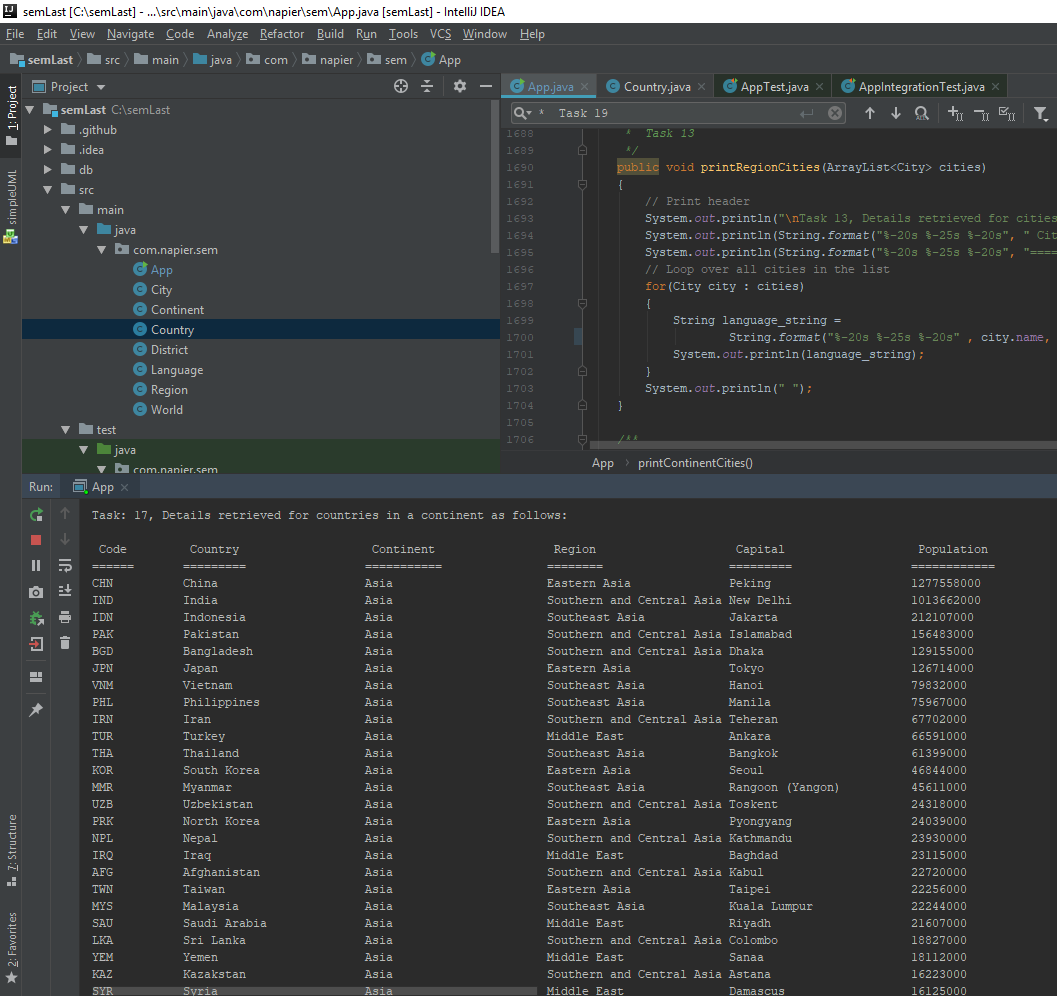 semLast [C:\semLast] - ...\src\main\java\com\napier\sem\App.java [semLast] - IntelliJ IDEA
File Edit View Navigate Code Analyze Refactor Build Run Tools VCS Window Help
semLast src main java com napier sem App
Project
App.java Country.java AppTest.java AppIntegrationTest.java
1: Project
simpleUML
semLast C:\semLast
.github
.idea
db
src
main
java
com.napier.sem
App
City
Continent
Country
District
Language
Region
World
test
java
com.napier.sem
* Task 19
1688 * Task 13
1689 */
1690 public void printRegionCities(ArrayList<City> cities)
1691 {
1692 // Print header
1693 System.out.println("\nTask 13, Details retrieved for cities
1694 System.out.println(String.format("%-20s %-25s %-20s", " Cit
1695 System.out.println(String.format("%-20s %-25s %-20s", "====
1696 // Loop over all cities in the list
1697 for(City city : cities)
1698 {
1699 String language_string =
1700 String.format("%-20s %-25s %-20s" , city.name,
1701 System.out.println(language_string);
1702 }
1703 System.out.println(" ");
1704 }
1705
1706 /**
App printContinentCities()
Run: App
Task: 17, Details retrieved for countries in a continent as follows:
Code Country Continent Region Capital Population
====== ========= =========== ======== ========= ============
CHN China Asia Eastern Asia Peking 1277558000
IND India Asia Southern and Central Asia New Delhi 1013662000
IDN Indonesia Asia Southeast Asia Jakarta 212107000
PAK Pakistan Asia Southern and Central Asia Islamabad 156483000
BGD Bangladesh Asia Southern and Central Asia Dhaka 129155000
JPN Japan Asia Eastern Asia Tokyo 126714000
VNM Vietnam Asia Southeast Asia Hanoi 79832000
PHL Philippines Asia Southeast Asia Manila 75967000
IRN Iran Asia Southern and Central Asia Teheran 67702000
TUR Turkey Asia Middle East Ankara 66591000
THA Thailand Asia Southeast Asia Bangkok 61399000
KOR South Korea Asia Eastern Asia Seoul 46844000
MMR Myanmar Asia Southeast Asia Rangoon (Yangon) 45611000
UZB Uzbekistan Asia Southern and Central Asia Toskent 24318000
PRK North Korea Asia Eastern Asia Pyongyang 24039000
NPL Nepal Asia Southern and Central Asia Kathmandu 23930000
IRQ Iraq Asia Middle East Baghdad 23115000
AFG Afghanistan Asia Southern and Central Asia Kabul 22720000
TWN Taiwan Asia Eastern Asia Taipei 22256000
MYS Malaysia Asia Southeast Asia Kuala Lumpur 22244000
SAU Saudi Arabia Asia Middle East Riyadh 21607000
LKA Sri Lanka Asia Southern and Central Asia Colombo 18827000
YEM Yemen Asia Middle East Sanaa 18112000
KAZ Kazakstan Asia Southern and Central Asia Astana 16223000
SYR Syria Asia Middle East Damascus 16125000
7: Structure
2: Favorites